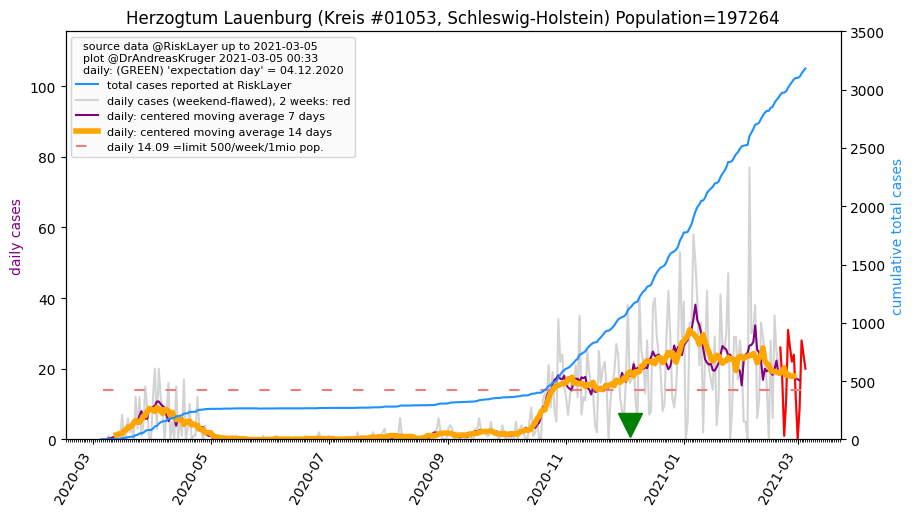 Herzogtum Lauenburg (Kreis #01053, Schleswig-Holstein) Population=197264
source data @RiskLayer up to 2021-03-05
plot @DrAndreasKruger 2021-03-05 00:33
daily: (GREEN) 'expectation day' = 04.12.2020
total cases reported at RiskLayer
daily cases (weekend-flawed), 2 weeks: red
daily: centered moving average 7 days
daily: centered moving average 14 days
daily 14.09 =limit 500/week/1mio pop.
daily cases
100
80
60
40
20
0
cumulative total cases
3500
3000
2500
2000
1500
1000
500
0
2020-03
2020-05
2020-07
2020-09
2020-11
2021-01
2021-03